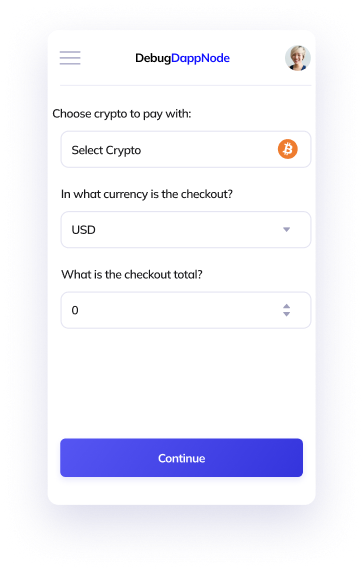 DebugDappNode
Choose crypto to pay with:
Select Crypto
In what currency is the checkout?
USD
What is the checkout total?
0
Continue